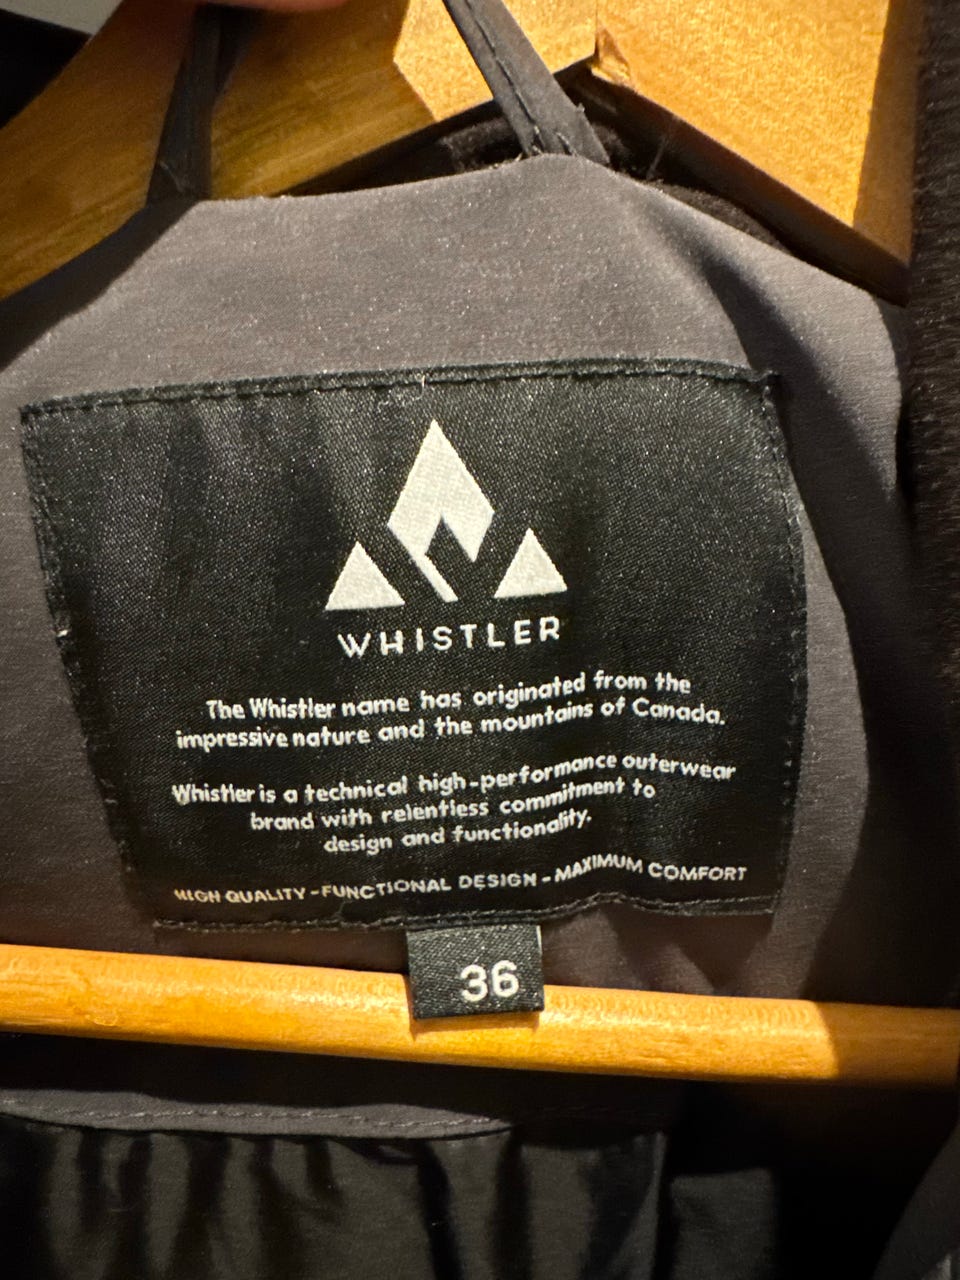 WHISTLER
The Whistler name has originated from the
impressive nature and the mountains of Canada.
Whistler is a technical high-performance outerwear
brand with relentless commitment to
design and functionality.
HIGH QUALITY - FUNCTIONAL DESIGN - MAXIMUM COMFORT
36